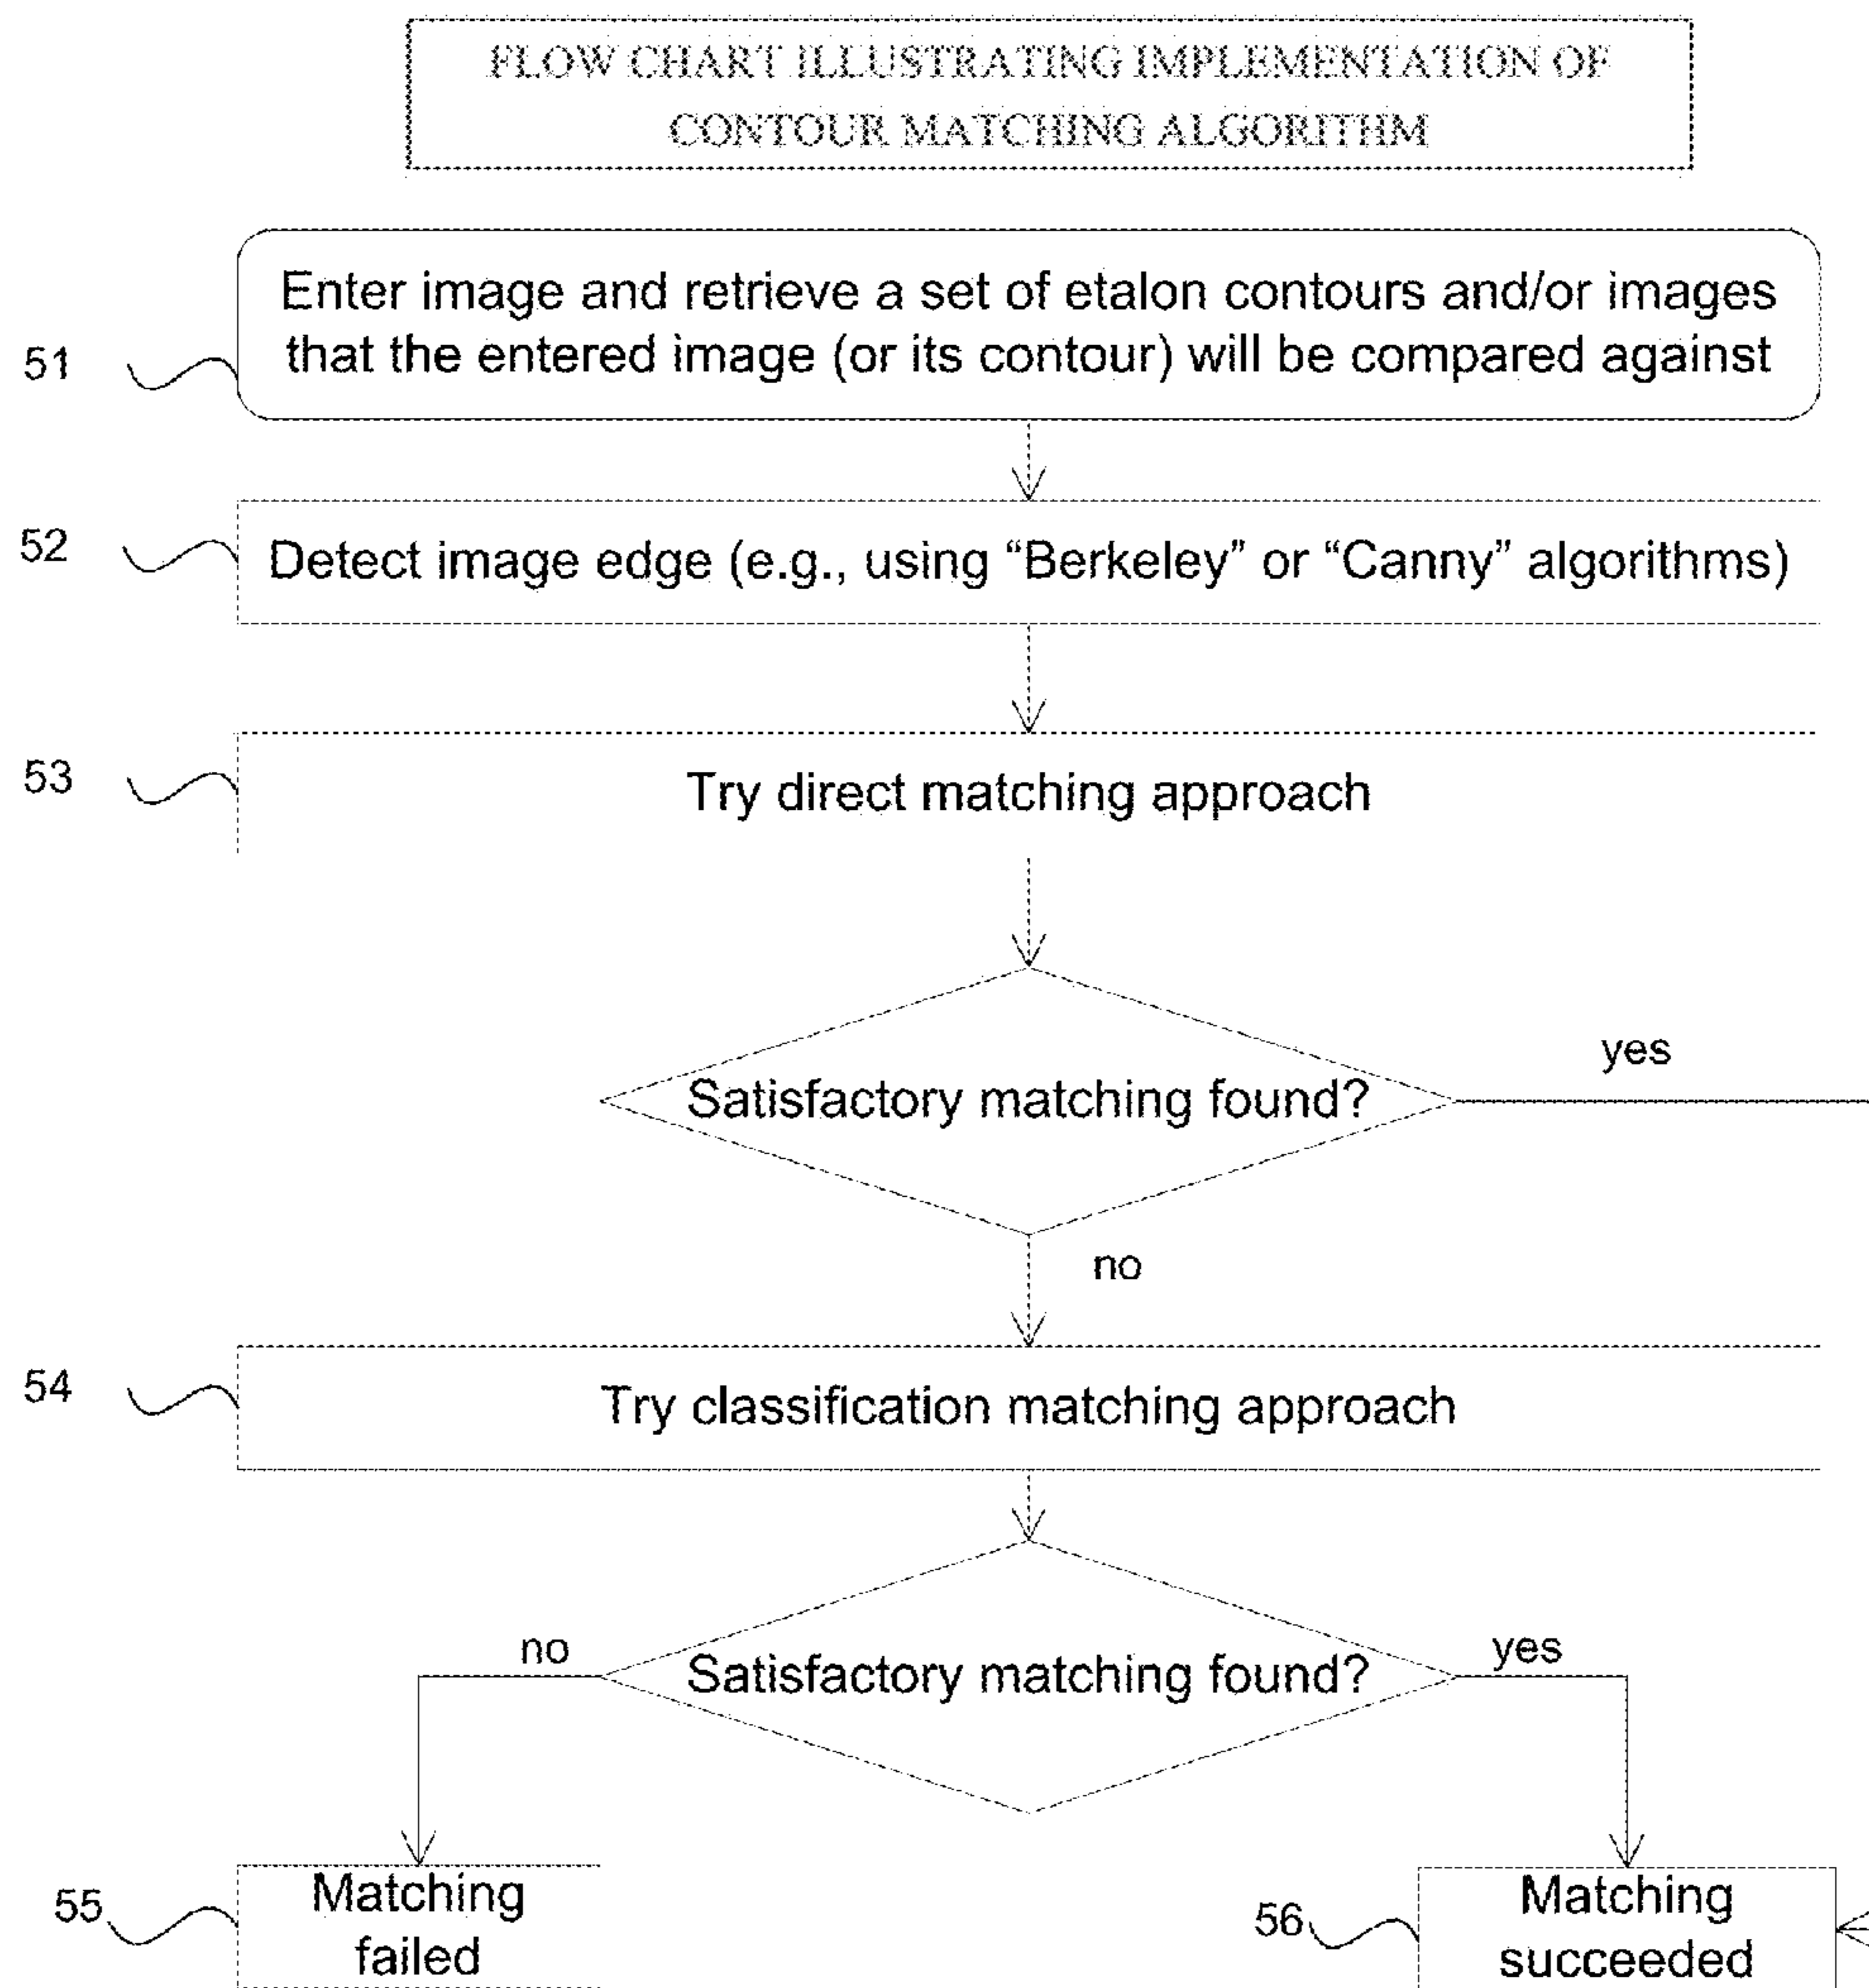 FLOW CHART ILLUSTRATING IMPLEMENTATION OF
CONTOUR MATCHING ALGORITHM
Enter image and retrieve a set of etalon contours and/or images
that the entered image (or its contour) will be compared against
51
52
Detect image edge (e.g., using “Berkeley” or “Canny” algorithms)
53
Try direct matching approach
yes
Satisfactory matching found?
no
54
Try classification matching approach
no
yes
Satisfactory matching found?
55
Matching
failed
56
Matching
succeeded